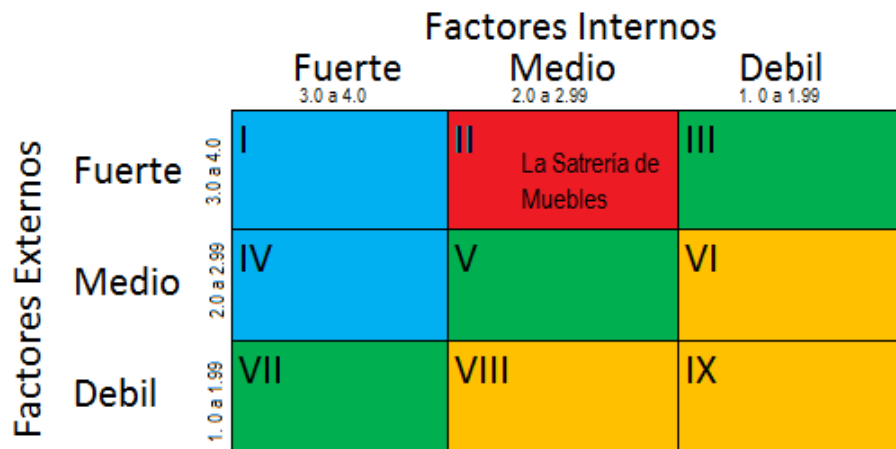 Factores Internos
Fuerte Medio Debil
3.0 a 4.0 2.0 a 2.99 1. 0 a 1.99
Factores Externos
Fuerte
3.0 a 4.0
I
II
La Satrería de
Muebles
III
Medio
2.0 a 2.99
IV
V
VI
Debil
1. 0 a 1.99
VII
VIII
IX